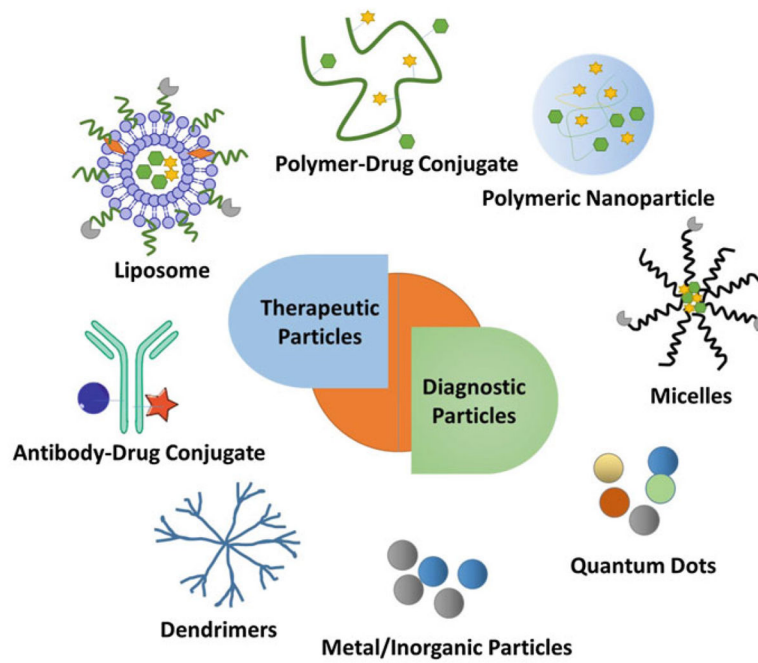 Polymer-Drug Conjugate
Polymeric Nanoparticle
Liposome
Therapeutic
Particles
Diagnostic
Particles
Micelles
Antibody-Drug Conjugate
Quantum Dots
Dendrimers
Metal/Inorganic Particles